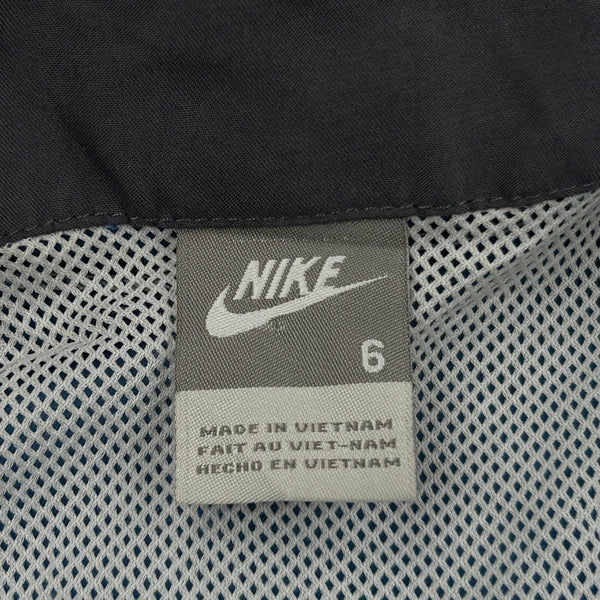 NIKE
6
MADE IN VIETNAM
FAIT AU VIET-NAM
HECHO EN VIETNAM